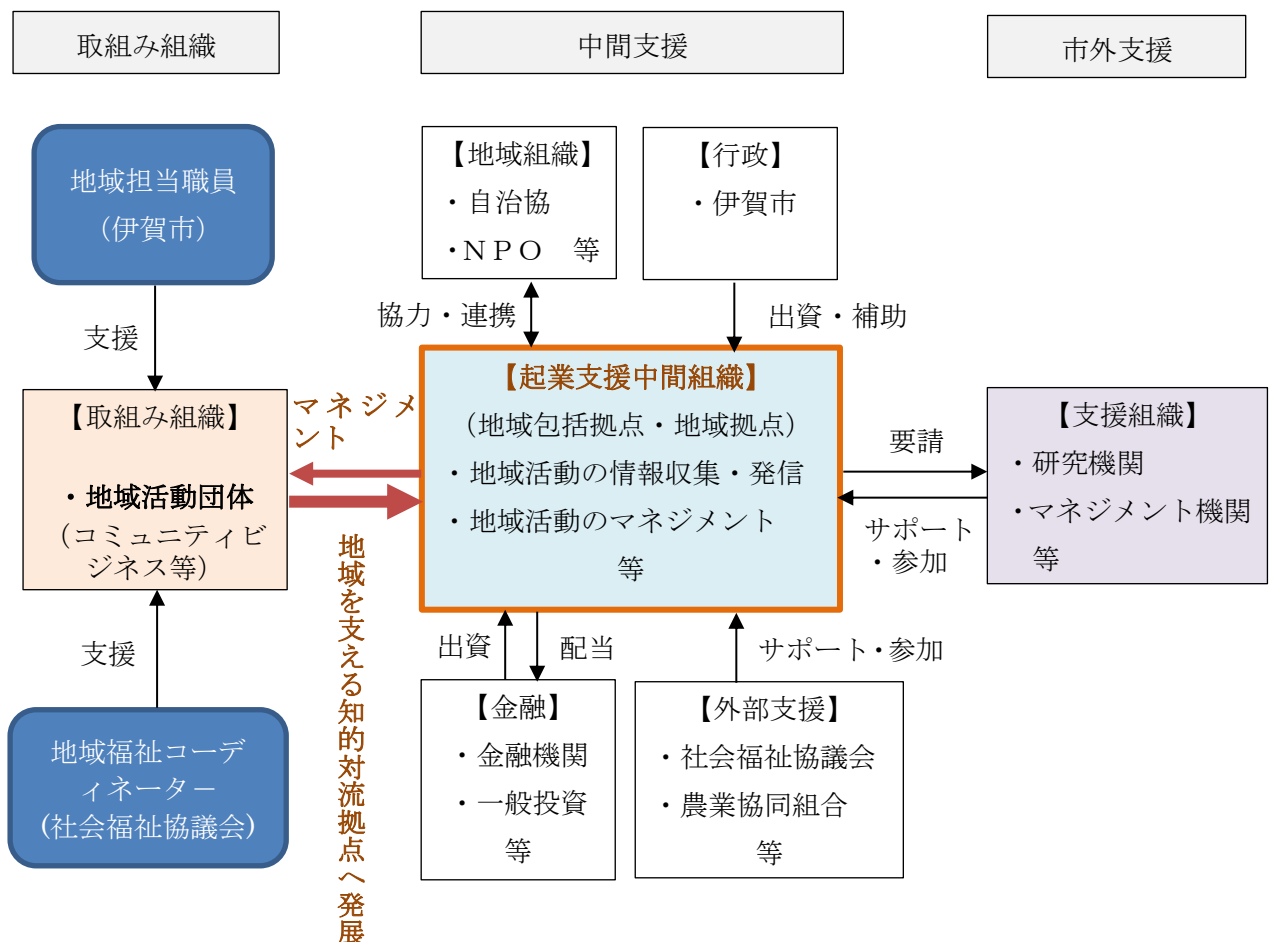 取組み組織
中間支援
市外支援
地域担当職員
（伊賀市）
支援
【取組み組織】
・地域活動団体
（コミュニティビ
ジネス等）
支援
地域福祉コーデ
ィネーター
(社会福祉協議会)
マネジメ
ント
地域を支える知的対流拠点へ発展
【地域組織】
・自治協
・ＮＰＯ　等
協力・連携
【行政】
・伊賀市
出資・補助
【起業支援中間組織】
（地域包括拠点・地域拠点）
・地域活動の情報収集・発信
・地域活動のマネジメント
等
出資
配当
【金融】
・金融機関
・一般投資
等
サポート・参加
【外部支援】
・社会福祉協議会
・農業協同組合
等
要請
サポート
・参加
【支援組織】
・研究機関
・マネジメント機関
等